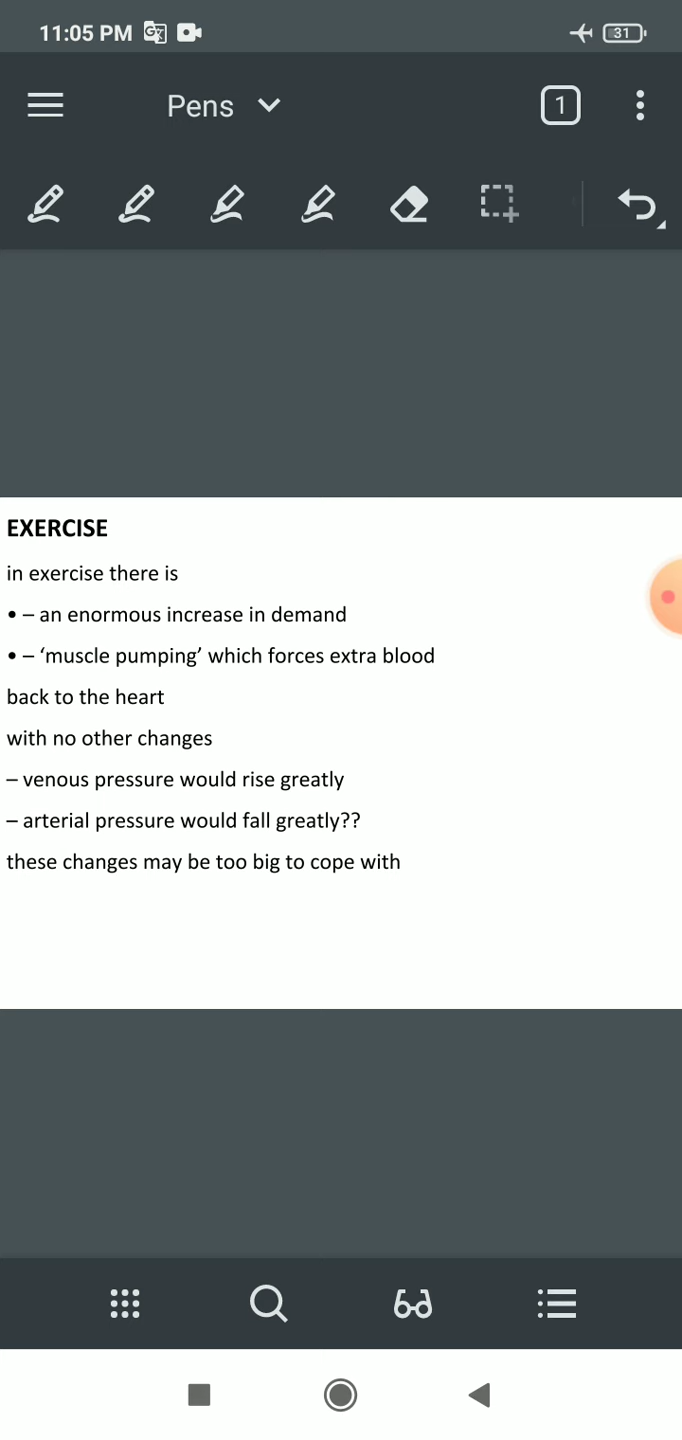 11:05 PM 31
Pens 1
EXERCISE
in exercise there is
• – an enormous increase in demand
• – ‘muscle pumping’ which forces extra blood
back to the heart
with no other changes
– venous pressure would rise greatly
– arterial pressure would fall greatly??
these changes may be too big to cope with